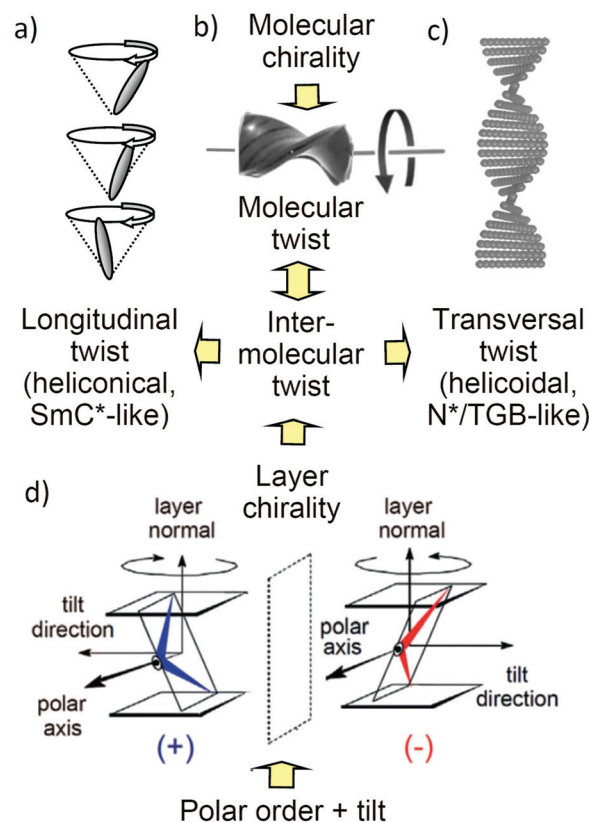 a)
b)
c)
Molecular
chirality
Molecular
twist
Longitudinal
twist
(heliconical,
SmC*-like)
Inter-
molecular
twist
Transversal
twist
(helicoidal,
N*/TGB-like)
d)
Layer
chirality
layer
normal
tilt
direction
polar
axis
(+)
layer
normal
polar
axis
tilt
direction
(-)
Polar order + tilt